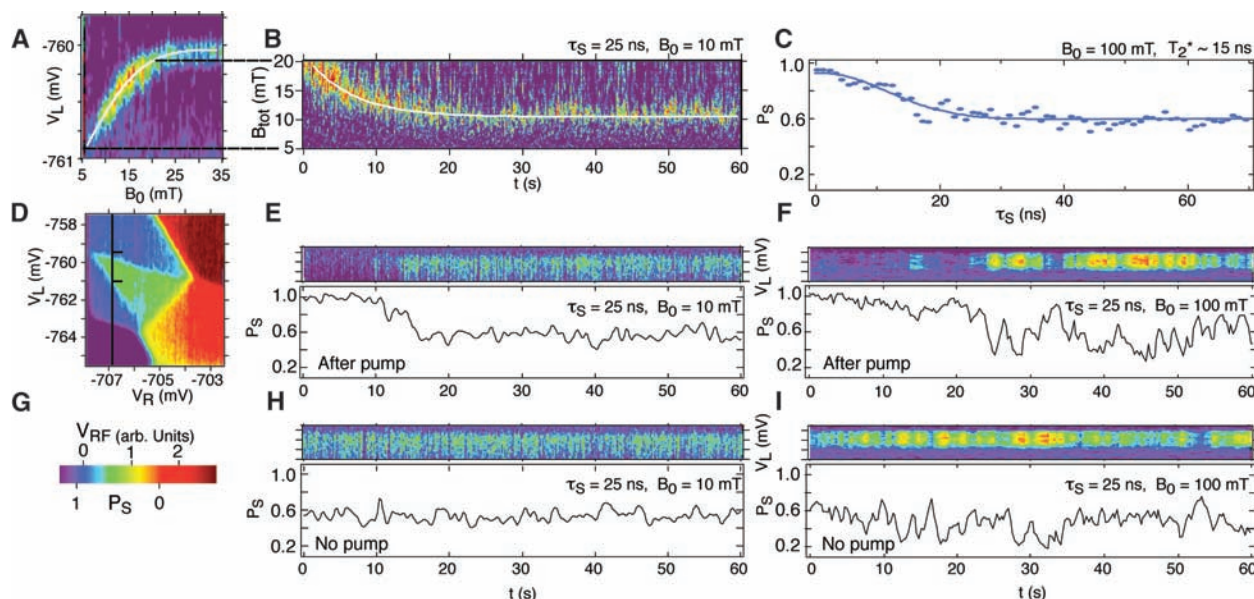 A
-760
-761
V_L (mV)
5
15
25
35
B_0 (mT)
B
τ_S = 25 ns, B_0 = 10 mT
20
15
10
5
B_tot (mT)
0
10
20
30
40
50
60
t (s)
C
B_0 = 100 mT, T_2* ~ 15 ns
1.0
0.6
0.2
P_S
0
20
40
60
τ_S (ns)
D
-758
-760
-762
-764
V_L (mV)
-707
-705
-703
V_R (mV)
E
1.0
0.6
0.2
P_S
τ_S = 25 ns, B_0 = 10 mT
After pump
0
10
20
30
40
50
60
F
V_L (mV)
1.0
0.6
0.2
P_S
τ_S = 25 ns, B_0 = 100 mT
After pump
0
10
20
30
40
50
60
G
V_RF (arb. Units)
0
2
1
P_S
0
H
1.0
0.6
0.2
P_S
τ_S = 25 ns, B_0 = 10 mT
No pump
0
10
20
30
40
50
60
t (s)
I
V_L (mV)
1.0
0.6
0.2
P_S
τ_S = 25 ns, B_0 = 100 mT
No pump
0
10
20
30
40
50
60
t (s)